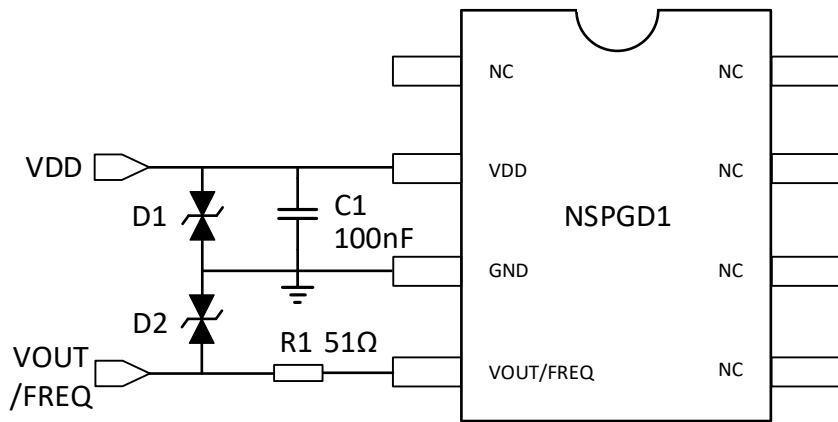 NC NC
VDD VDD NC
D1 C1
100nF
NSPGD1
GND NC
D2
R1 51Ω
VOUT
/FREQ
VOUT/FREQ NC